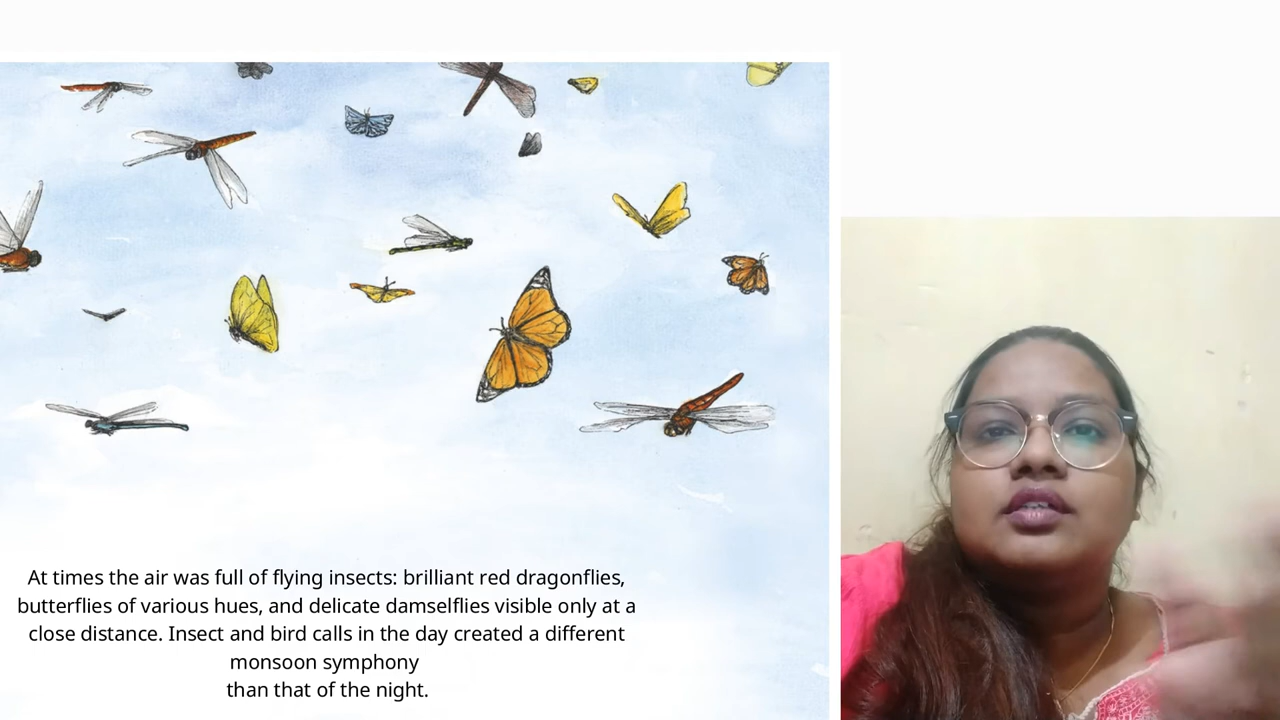 At times the air was full of flying insects: brilliant red dragonflies,
butterflies of various hues, and delicate damselflies visible only at a
close distance. Insect and bird calls in the day created a different
monsoon symphony
than that of the night.